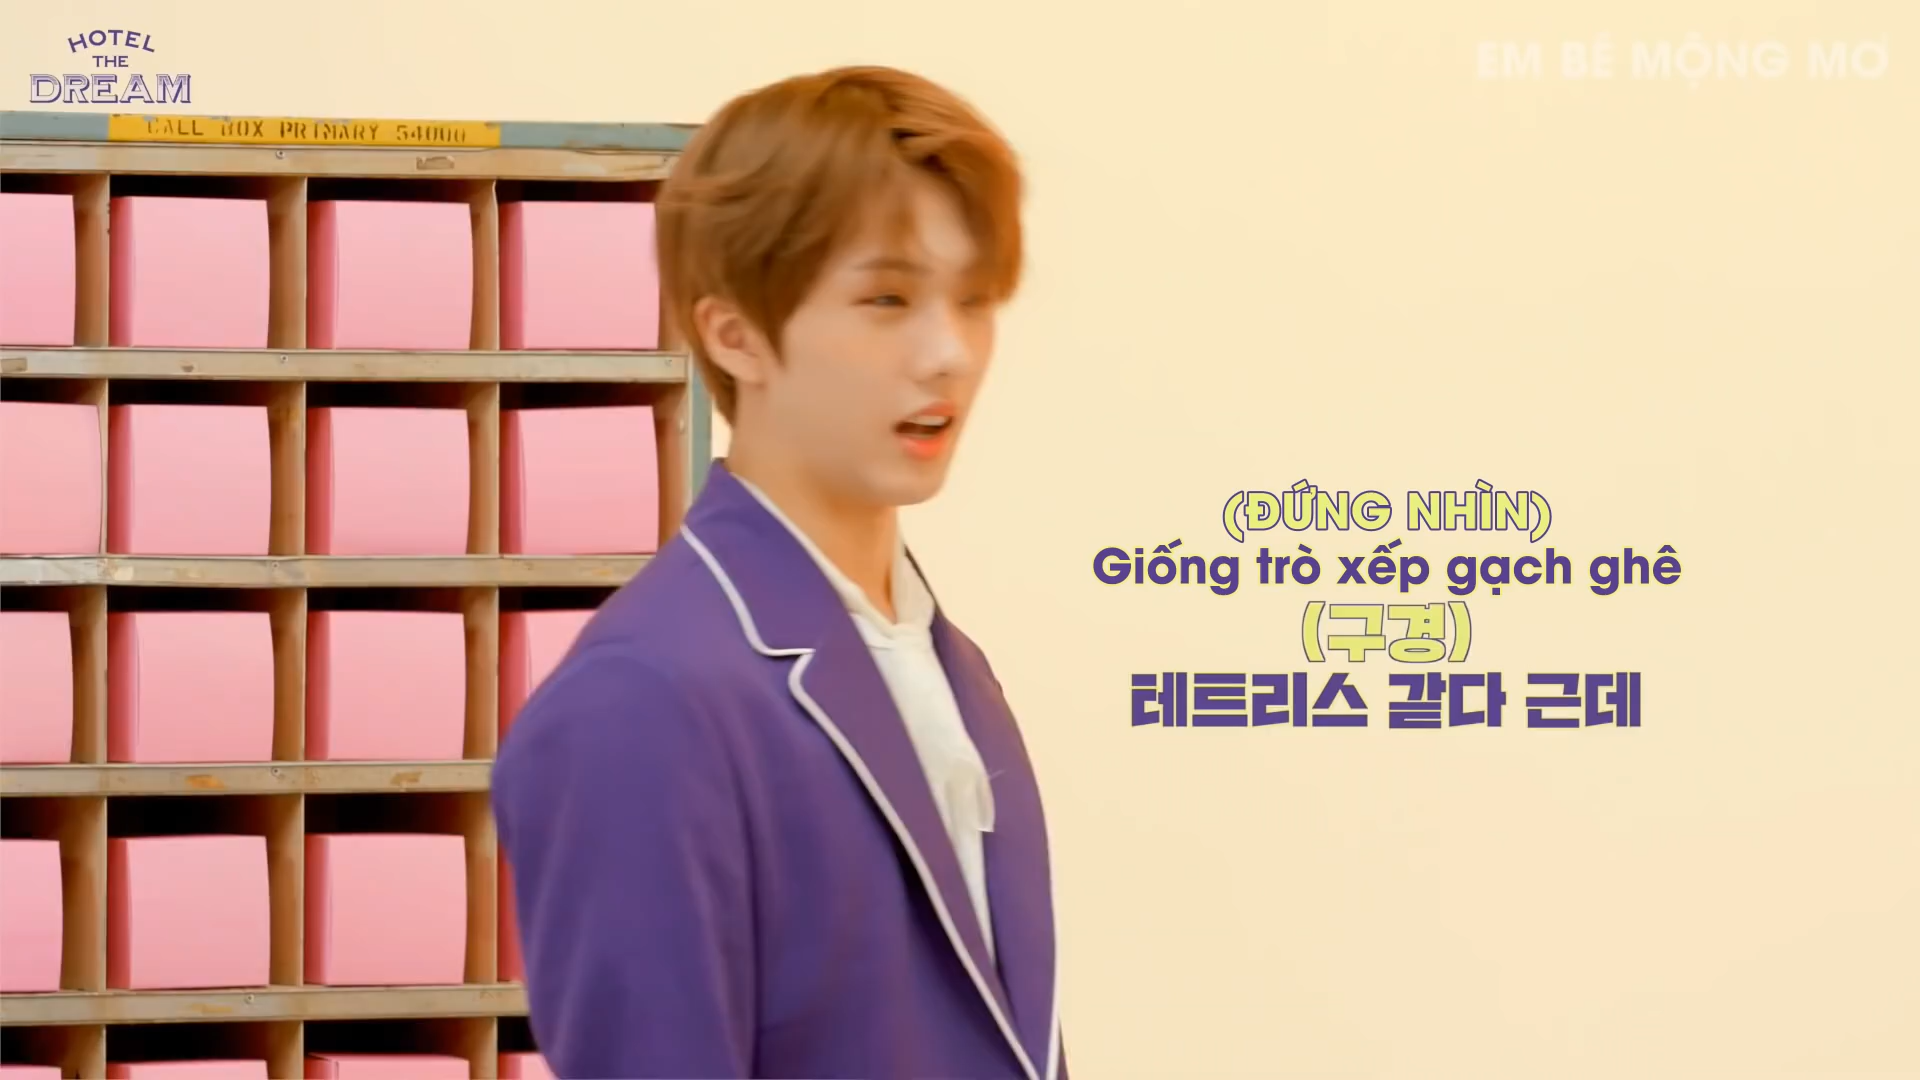 HOTEL
THE
DREAM
EM BÉ MỘNG MƠ
CALL BOX PRIMARY 54000
(ĐỨNG NHÌN)
Giống trò xếp gạch ghê
(구경)
테트리스 같다 근데